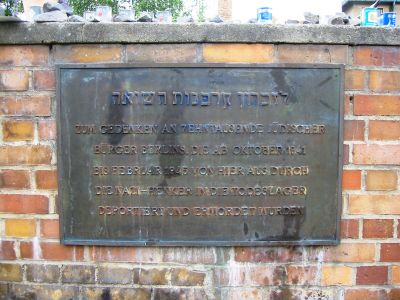 לזכרון קרבנות השואה
ZUM GEDENKEN AN ZEHNTAUSENDE JÜDISCHER
BÜRGER BERLINS, DIE AB OKTOBER 1941
BIS FEBRUAR 1945 VON HIER AUS DURCH
DIE NAZI-HENKER IN DIE TODESLAGER
DEPORTIERT UND ERMORDET WURDEN